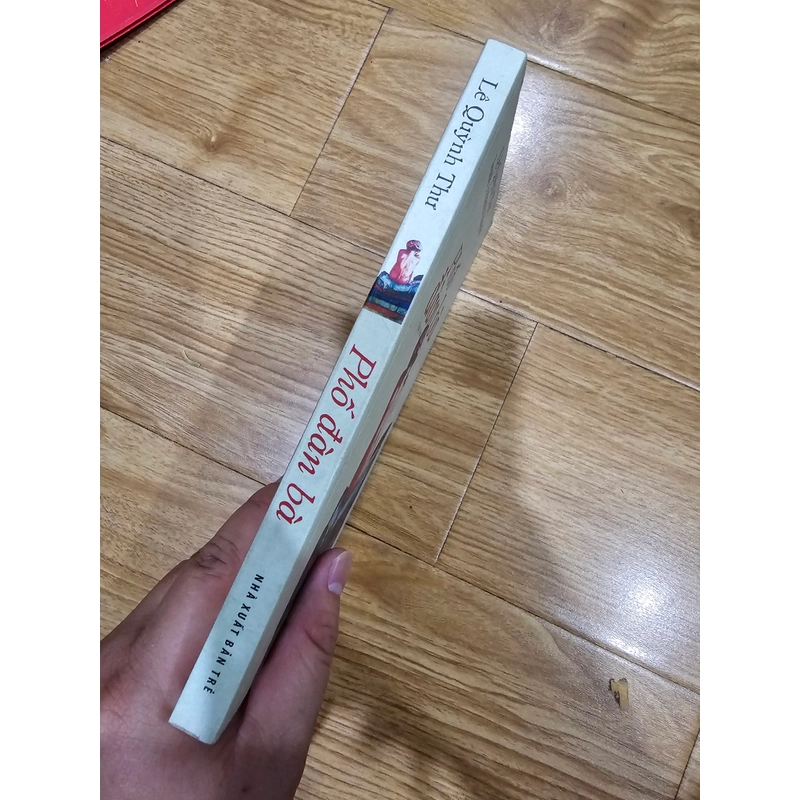 Lê Quỳnh Thư
Phố đàn bà
NHÀ XUẤT BẢN TRẺ